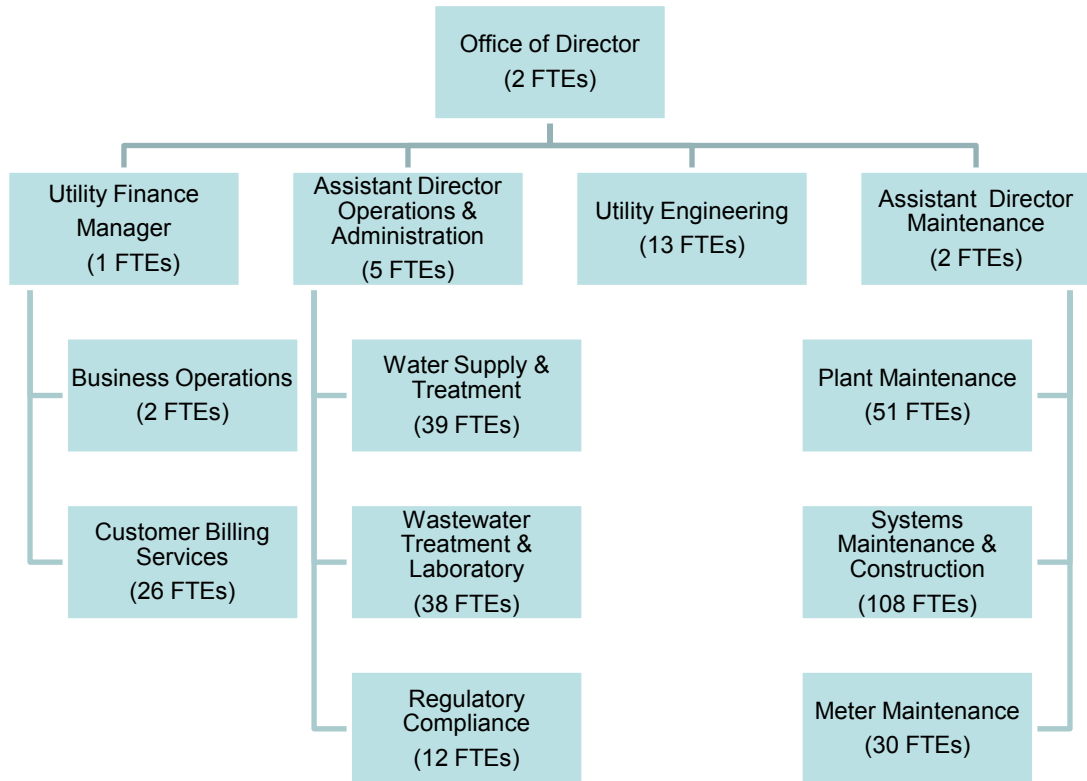 Office of Director
(2 FTEs)
Utility Finance
Manager
(1 FTEs)
Assistant Director
Operations &
Administration
(5 FTEs)
Utility Engineering
(13 FTEs)
Assistant Director
Maintenance
(2 FTEs)
Business Operations
(2 FTEs)
Customer Billing
Services
(26 FTEs)
Water Supply &
Treatment
(39 FTEs)
Wastewater
Treatment &
Laboratory
(38 FTEs)
Regulatory
Compliance
(12 FTEs)
Plant Maintenance
(51 FTEs)
Systems
Maintenance &
Construction
(108 FTEs)
Meter Maintenance
(30 FTEs)